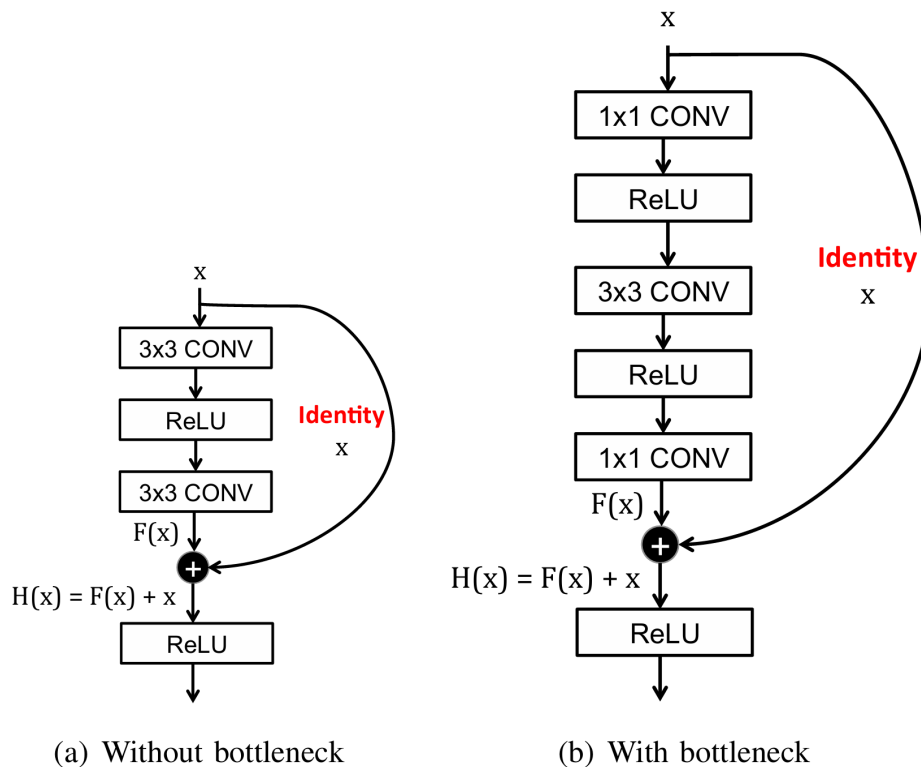 x
3x3 CONV
ReLU
Identity
x
3x3 CONV
F(x)
+
H(x) = F(x) + x
ReLU
(a) Without bottleneck
x
1x1 CONV
ReLU
Identity
x
3x3 CONV
ReLU
1x1 CONV
F(x)
+
H(x) = F(x) + x
ReLU
(b) With bottleneck